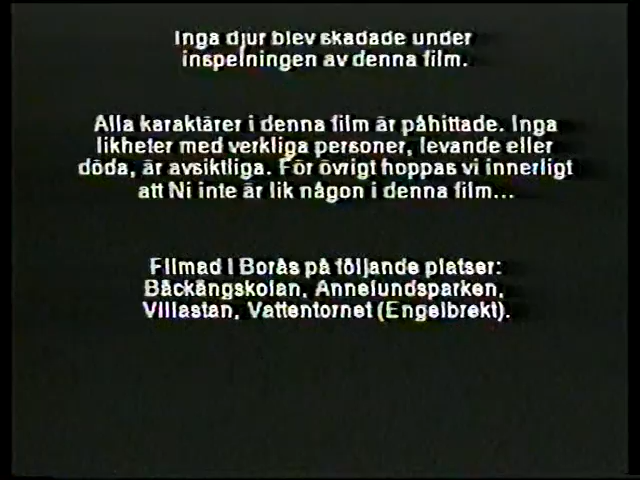 Inga djur blev skadade under
inspelningen av denna film.
Alla karaktärer i denna film är påhittade. Inga
likheter med verkliga personer, levande eller
döda, är avsiktliga. För övrigt hoppas vi innerligt
att Ni inte är lik någon i denna film...
Filmad i Borås på följande platser:
Bäckängskolan, Annelundsparken,
Villastan, Vattentornet (Engelbrekt).